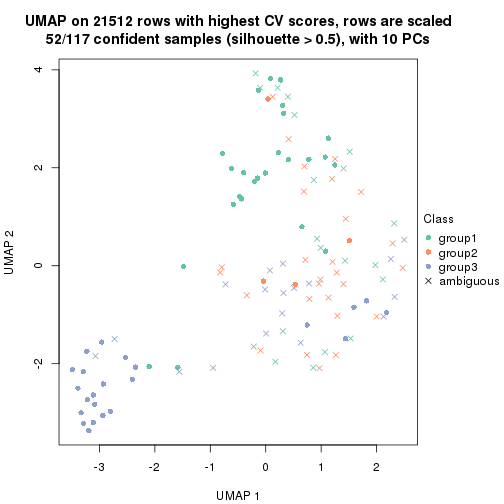 UMAP on 21512 rows with highest CV scores, rows are scaled
52/117 confident samples (silhouette > 0.5), with 10 PCs
4
2
0
-2
UMAP 2
-3
-2
-1
0
1
2
UMAP 1
Class
group1
group2
group3
ambiguous